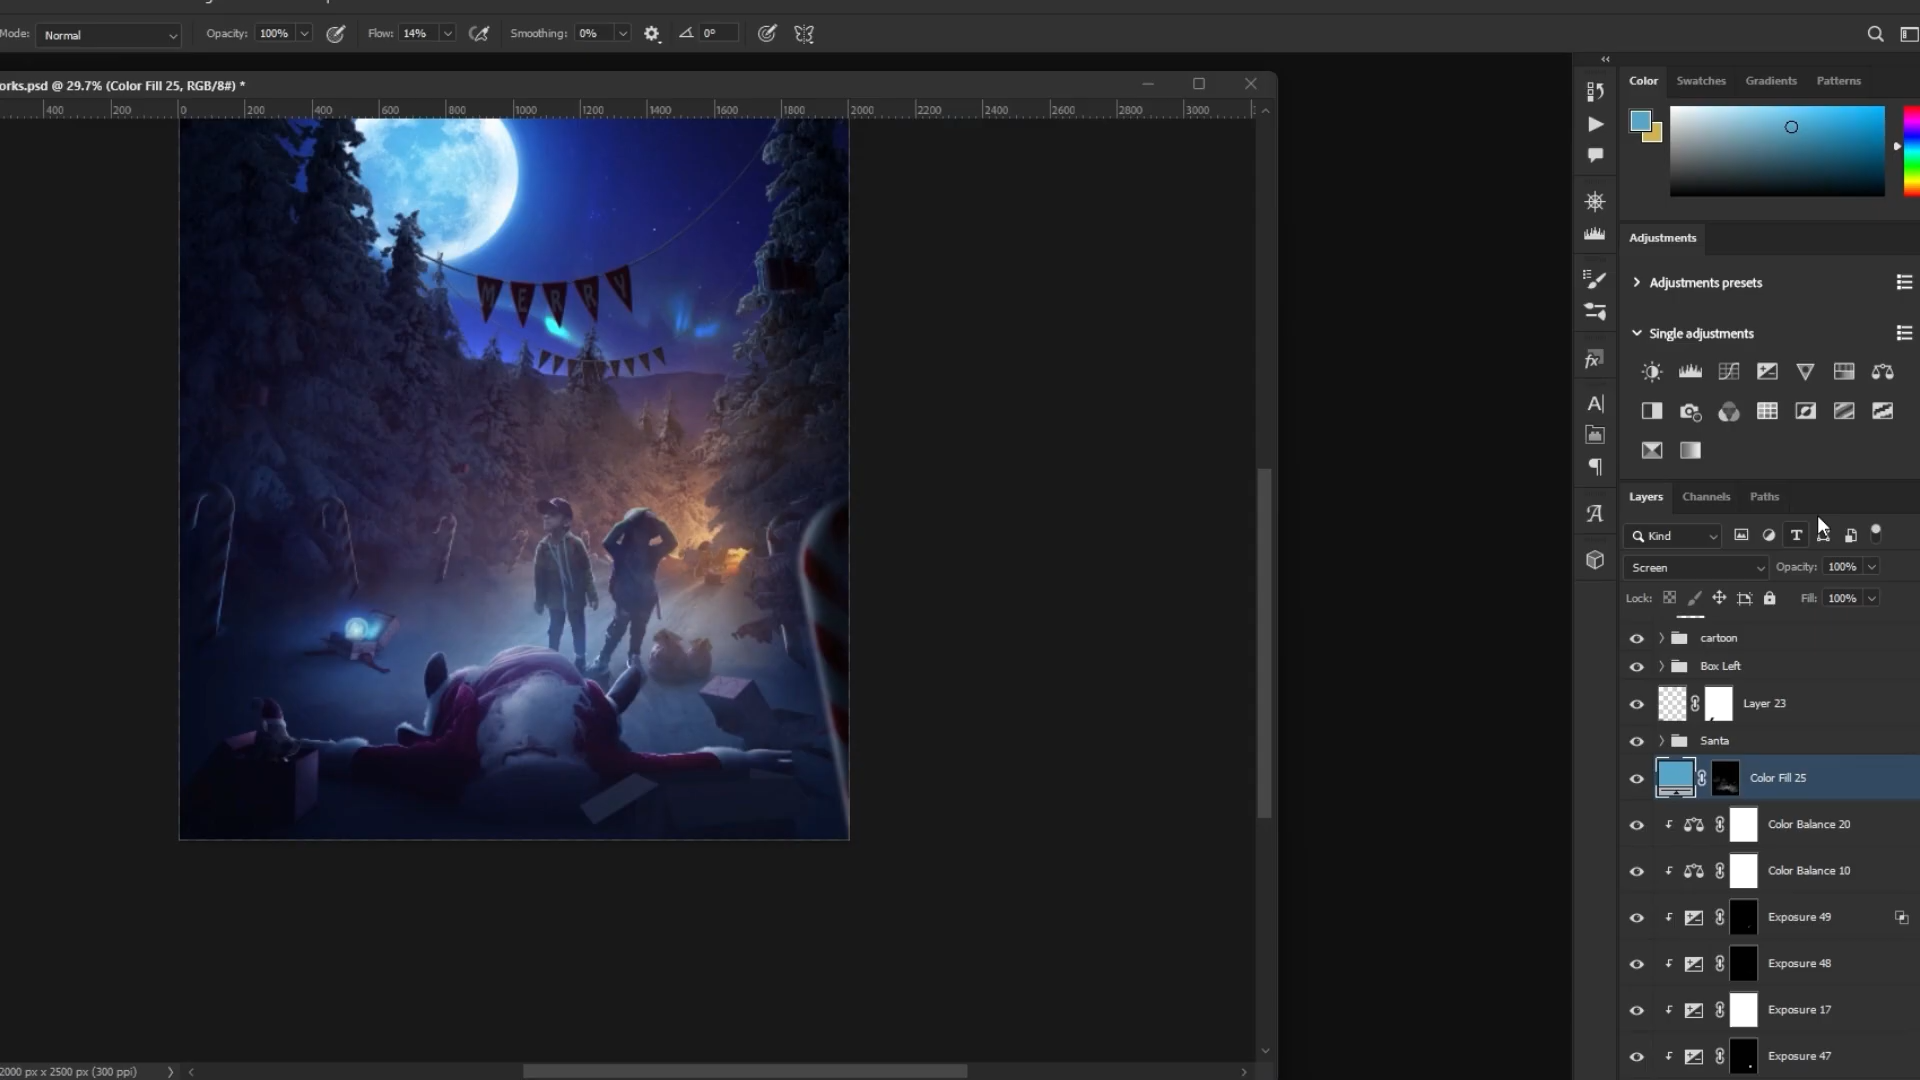 Mode: Normal Opacity: 100% Flow: 14% Smoothing: 0% 0°
orks.psd @ 29.7% (Color Fill 25, RGB/8#) *
400 200 0 200 400 600 800 1000 1200 1400 1600 1800 2000 2200 2400 2600 2800 3000
MERRY
2000 px x 2500 px (300 ppi)
Color Swatches Gradients Patterns
Adjustments
Adjustments presets
Single adjustments
Layers Channels Paths
Kind
Screen Opacity: 100%
Lock: Fill: 100%
cartoon
Box Left
Layer 23
Santa
Color Fill 25
Color Balance 20
Color Balance 10
Exposure 49
Exposure 48
Exposure 17
Exposure 47